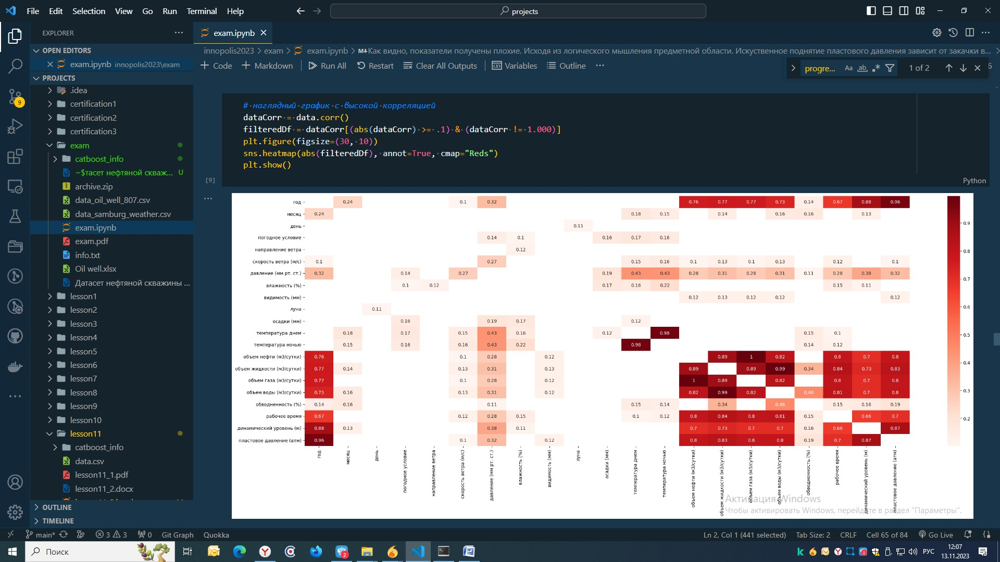 File Edit Selection View Go Run Terminal Help
projects
EXPLORER
exam.ipynb
OPEN EDITORS
innopolis2023 > exam > exam.ipynb > M↓Как видно, показатели получены плохие. Исходя из логического мышления предметной области. Искуственное поднятие пластового давления зависит от закачки в...
exam.ipynb innopolis2023\exam
+ Code + Markdown Run All Restart Clear All Outputs Variables Outline ...
progre... Aa ab 1 of 2
PROJECTS
.idea
certification1
certification2
certification3
exam
catboost_info
~$тасет нефтяной скваж... U
archive.zip
data_oil_well_807.csv
data_samburg_weather.csv
exam.ipynb
exam.pdf
info.txt
Oil well.xlsx
Датасет нефтяной скважины ...
lesson1
lesson2
lesson3
lesson4
lesson5
lesson6
lesson7
lesson8
lesson9
lesson10
lesson11
catboost_info
data.csv
lesson11_1.pdf
lesson11_2.docx
OUTLINE
TIMELINE
# наглядный график с высокой корреляцией
dataCorr = data.corr()
filteredDf = dataCorr[(abs(dataCorr) >= .1) & (dataCorr != 1.000)]
plt.figure(figsize=(30, 10))
sns.heatmap(abs(filteredDf), annot=True, cmap="Reds")
plt.show()
[9]
Python
год 0.24 0.1 0.32 0.76 0.77 0.77 0.73 0.14 0.67 0.88 0.96
месяц 0.24 0.18 0.15 0.14 0.16 0.16 0.13
день 0.11
погодное условие 0.14 0.1 0.16 0.17 0.16
направление ветра 0.12
скорость ветра (м/с) 0.1 0.27 0.15 0.16 0.1 0.13 0.1 0.13 0.12 0.1
давление (мм рт. ст.) 0.32 0.14 0.27 0.19 0.43 0.43 0.28 0.31 0.28 0.31 0.11 0.28 0.38 0.32
влажность (%) 0.1 0.12 0.17 0.16 0.22 0.15 0.11
видимость (мм) 0.12 0.13 0.12 0.12 0.12
луна 0.11
осадки (мм) 0.16 0.19 0.17 0.12
температура днем 0.18 0.17 0.15 0.43 0.16 0.12 0.98 0.15 0.1
температура ночью 0.15 0.16 0.16 0.43 0.22 0.98 0.14 0.12
объем нефти (м3/сутки) 0.76 0.1 0.28 0.12 0.89 1 0.82 0.8 0.7 0.8
объем жидкости (м3/сутки) 0.77 0.14 0.13 0.31 0.13 0.89 0.89 0.99 0.34 0.84 0.73 0.83
объем газа (м3/сутки) 0.77 0.1 0.28 0.12 1 0.89 0.82 0.8 0.7 0.8
объем воды (м3/сутки) 0.73 0.16 0.13 0.31 0.12 0.82 0.99 0.82 0.46 0.81 0.7 0.8
обводненность (%) 0.14 0.16 0.11 0.15 0.14 0.34 0.46 0.15 0.16 0.19
рабочее время 0.67 0.12 0.28 0.15 0.1 0.12 0.8 0.84 0.8 0.81 0.15 0.66 0.7
динамический уровень (м) 0.88 0.13 0.38 0.11 0.7 0.73 0.7 0.7 0.16 0.66 0.87
пластовое давление (атм) 0.96 0.1 0.32 0.12 0.8 0.83 0.8 0.8 0.19 0.7 0.87
год
месяц
день
погодное условие
направление ветра
скорость ветра (м/с)
давление (мм рт. ст.)
влажность (%)
видимость (мм)
луна
осадки (мм)
температура днем
температура ночью
объем нефти (м3/сутки)
объем жидкости (м3/сутки)
объем газа (м3/сутки)
объем воды (м3/сутки)
обводненность (%)
рабочее время
динамический уровень (м)
пластовое давление (атм)
0.9
0.8
0.7
0.6
0.5
0.4
0.3
0.2
Активация Windows
Чтобы активировать Windows, перейдите в раздел "Параметры".
main* 3 3 0 Git Graph Quokka
Ln 2, Col 1 (441 selected) Tab Size: 2 CRLF Cell 65 of 84 Go Live
Поиск
РУС
12:07
13.11.2023